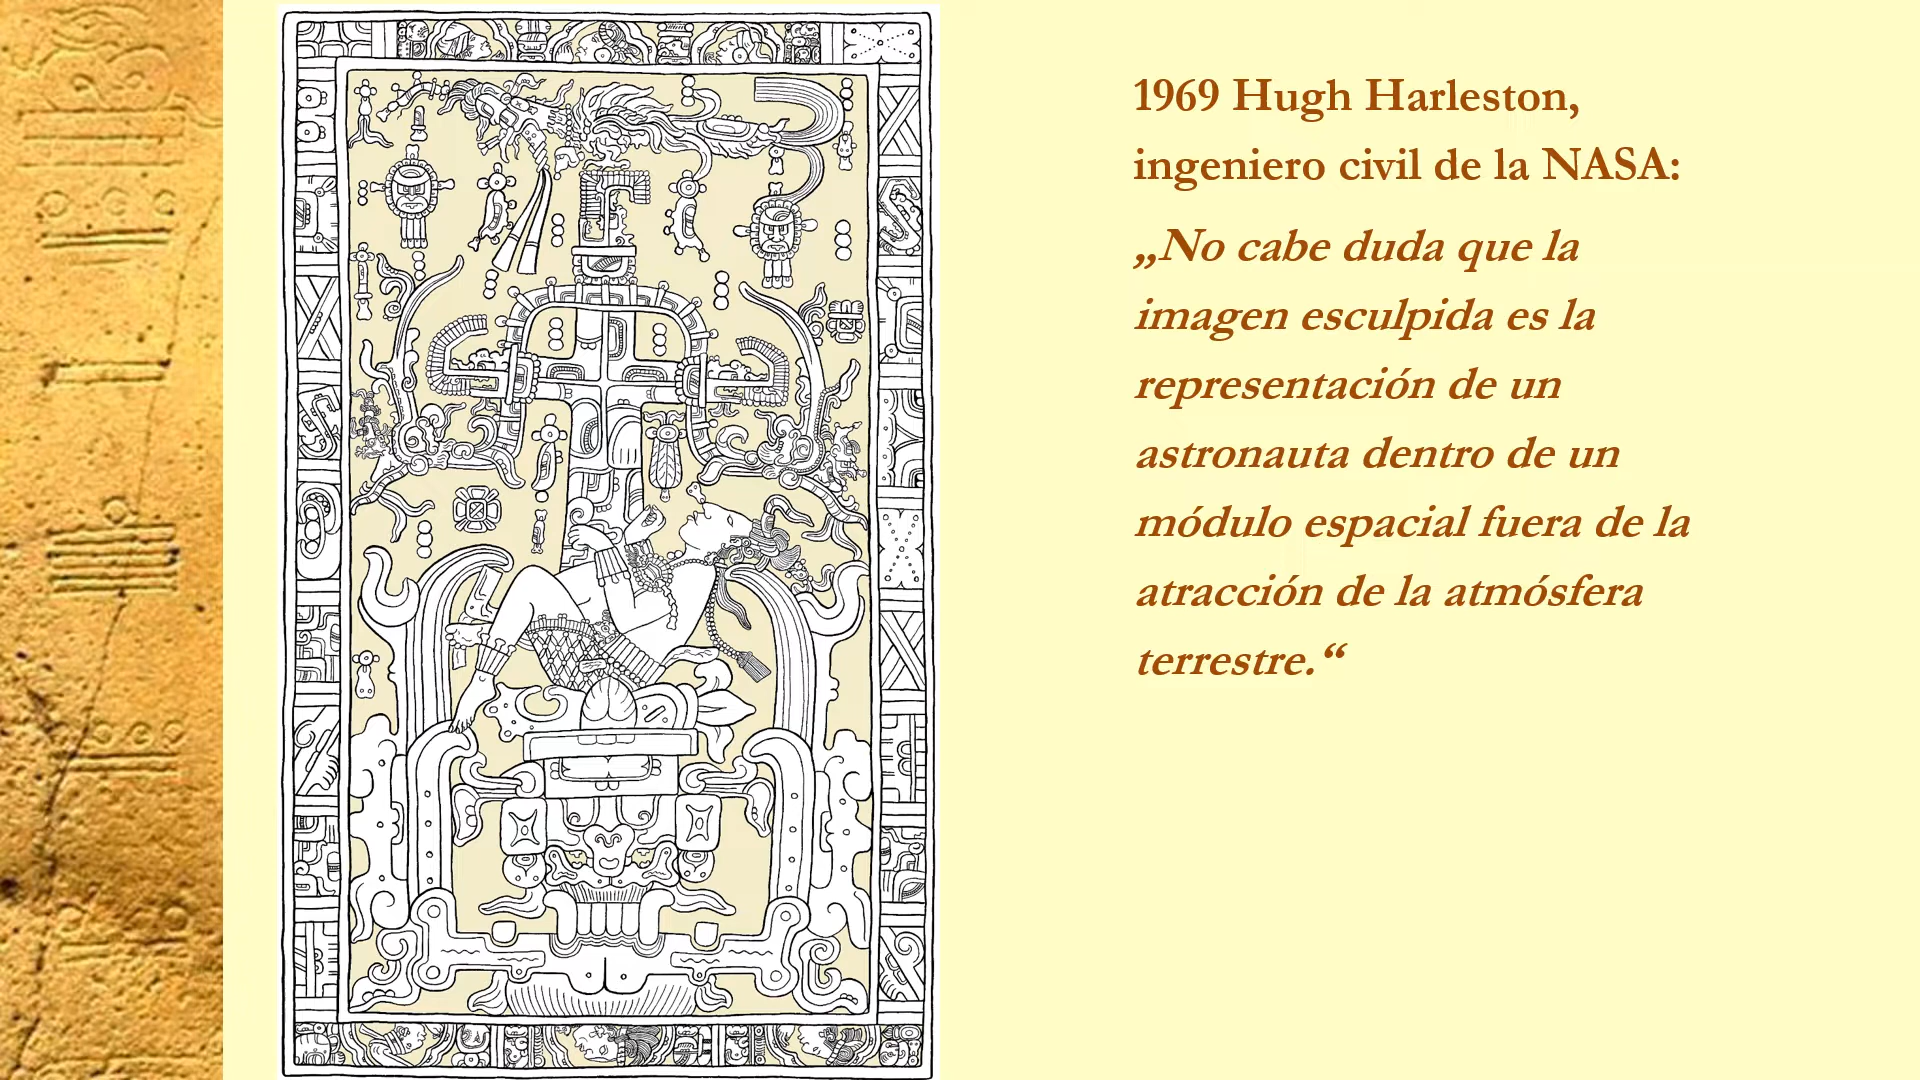 1969 Hugh Harleston,
ingeniero civil de la NASA:
„No cabe duda que la
imagen esculpida es la
representación de un
astronauta dentro de un
módulo espacial fuera de la
atracción de la atmósfera
terrestre.“